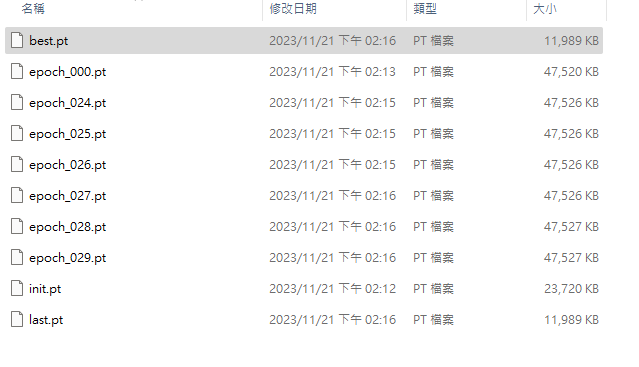 名稱 修改日期 類型 大小
best.pt 2023/11/21 下午 02:16 PT 檔案 11,989 KB
epoch_000.pt 2023/11/21 下午 02:13 PT 檔案 47,520 KB
epoch_024.pt 2023/11/21 下午 02:15 PT 檔案 47,526 KB
epoch_025.pt 2023/11/21 下午 02:15 PT 檔案 47,526 KB
epoch_026.pt 2023/11/21 下午 02:15 PT 檔案 47,526 KB
epoch_027.pt 2023/11/21 下午 02:16 PT 檔案 47,526 KB
epoch_028.pt 2023/11/21 下午 02:16 PT 檔案 47,527 KB
epoch_029.pt 2023/11/21 下午 02:16 PT 檔案 47,527 KB
init.pt 2023/11/21 下午 02:12 PT 檔案 23,720 KB
last.pt 2023/11/21 下午 02:16 PT 檔案 11,989 KB